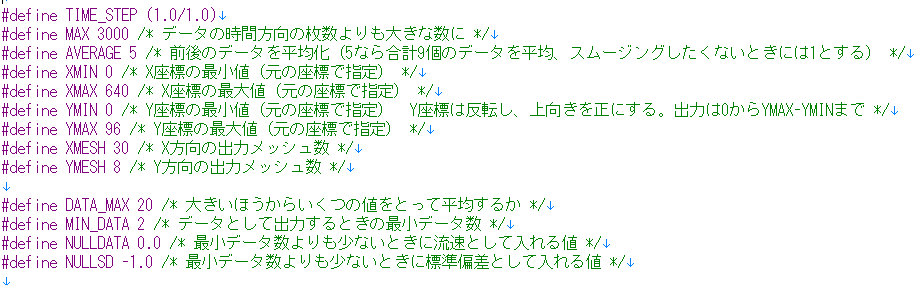 #define TIME_STEP (1.0/1.0)↓
#define MAX 3000 /* データの時間方向の枚数よりも大きな数に */↓
#define AVERAGE 5 /* 前後のデータを平均化（5なら合計9個のデータを平均、スムージングしたくないときには1とする） */↓
#define XMIN 0 /* X座標の最小値（元の座標で指定） */↓
#define XMAX 640 /* X座標の最大値（元の座標で指定） */↓
#define YMIN 0 /* Y座標の最小値（元の座標で指定）　Y座標は反転し、上向きを正にする。出力は0からYMAX-YMINまで */↓
#define YMAX 96 /* Y座標の最大値（元の座標で指定） */↓
#define XMESH 30 /* X方向の出力メッシュ数 */↓
#define YMESH 8 /* Y方向の出力メッシュ数 */↓
↓
#define DATA_MAX 20 /* 大きいほうからいくつの値をとって平均するか */↓
#define MIN_DATA 2 /* データとして出力するときの最小データ数 */↓
#define NULLDATA 0.0 /* 最小データ数よりも少ないときに流速として入れる値 */↓
#define NULLSD -1.0 /* 最小データ数よりも少ないときに標準偏差として入れる値 */↓
↓